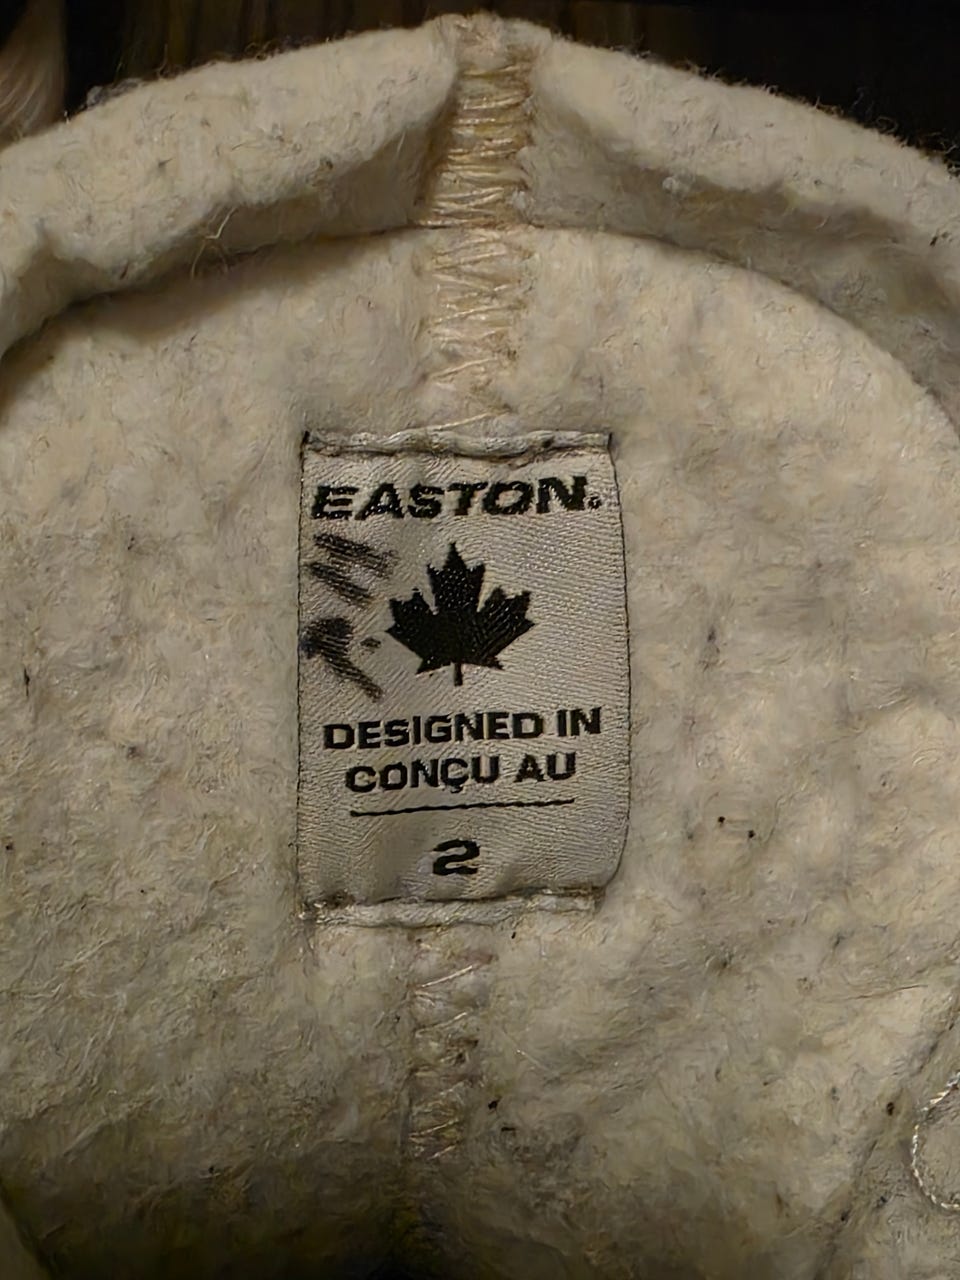 EASTON®
DESIGNED IN
CONÇU AU
2